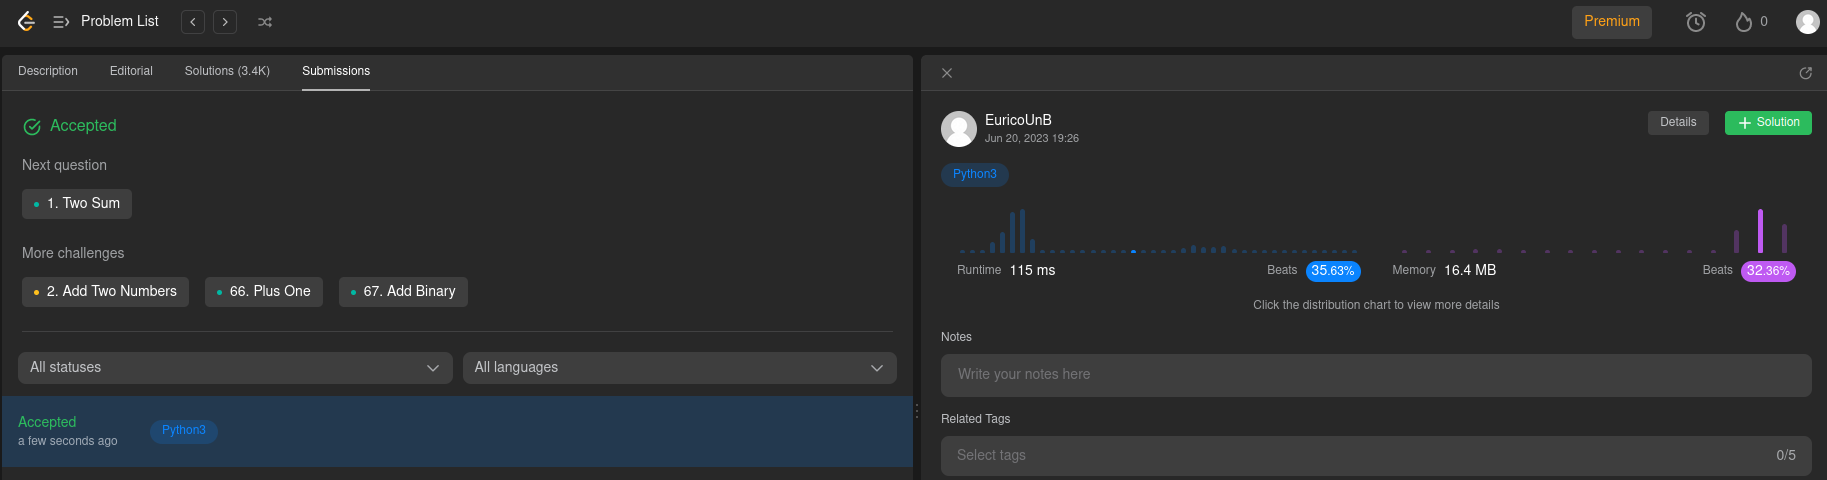 Problem List
Premium
0
Description Editorial Solutions (3.4K) Submissions
Accepted
Next question
1. Two Sum
More challenges
2. Add Two Numbers 66. Plus One 67. Add Binary
All statuses All languages
Accepted
a few seconds ago
Python3
EuricoUnB
Jun 20, 2023 19:26
Details + Solution
Python3
Runtime 115 ms Beats 35.63% Memory 16.4 MB Beats 32.36%
Click the distribution chart to view more details
Notes
Write your notes here
Related Tags
Select tags 0/5